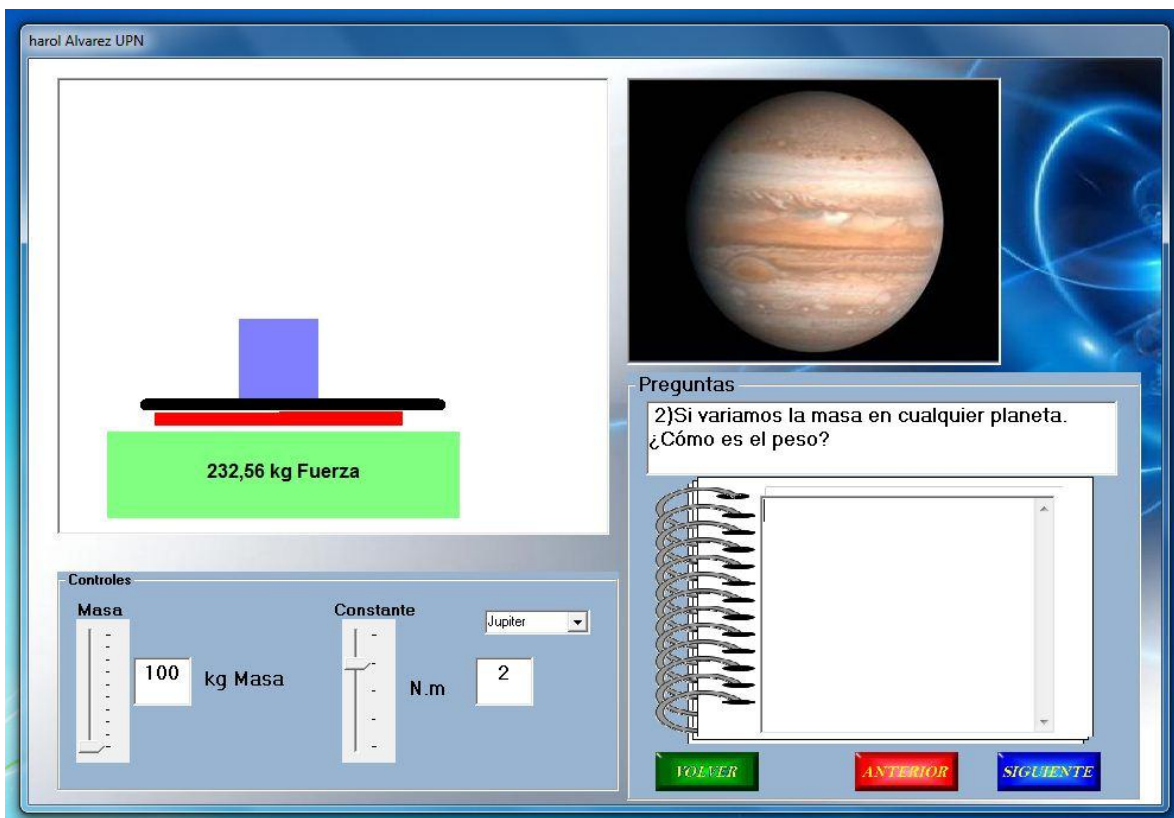 harol Alvarez UPN
232,56 kg Fuerza
Controles
Masa
100
kg Masa
Constante
N.m
Jupiter
2
Preguntas
2)Si variamos la masa en cualquier planeta.
¿Cómo es el peso?
VOLVER
ANTERIOR
SIGUIENTE